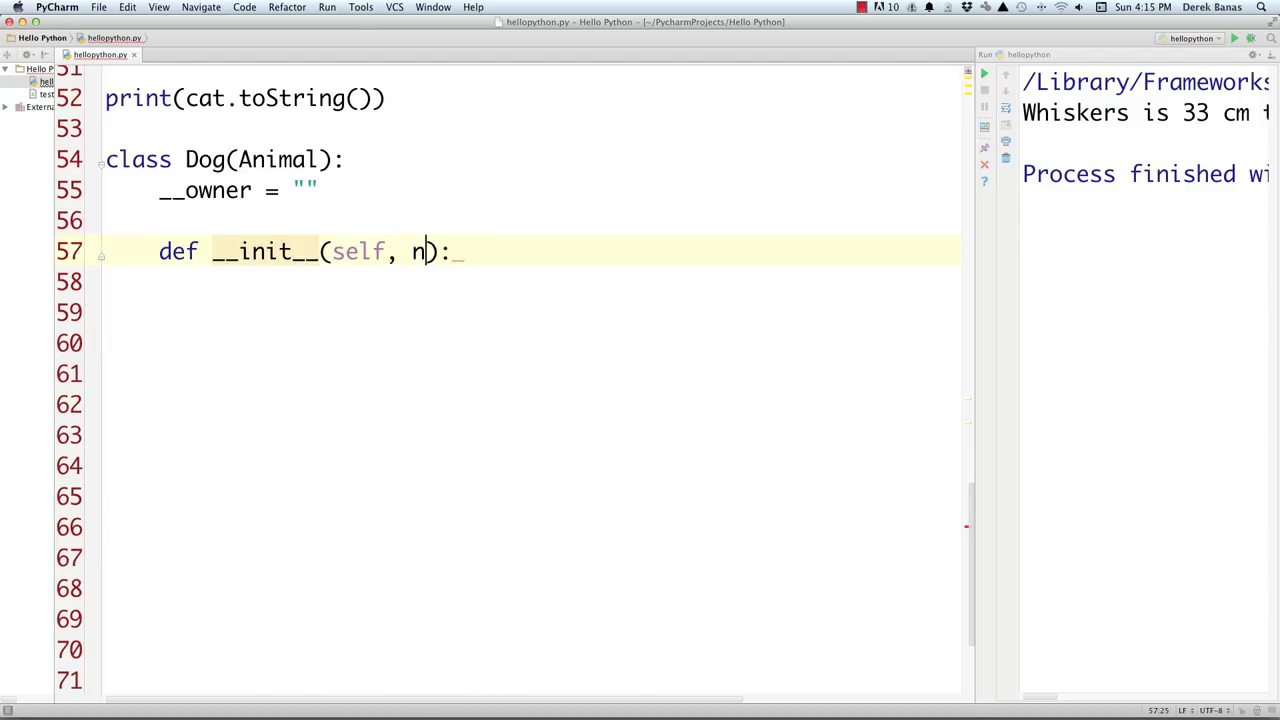 PyCharm File Edit View Navigate Code Refactor Run Tools VCS Window Help 10 Sun 4:15 PM Derek Banas
hellopython.py – Hello Python – [~/PycharmProjects/Hello Python]
Hello Python hellopython.py hellopython
hellopython.py Run hellopython
Hello P
hell
test
Externa
51
52 print(cat.toString())
53
54 class Dog(Animal):
55 __owner = ""
56
57 def __init__(self, n):
58
59
60
61
62
63
64
65
66
67
68
69
70
71
/Library/Frameworks
Whiskers is 33 cm t
Process finished wi
57:25 LF UTF-8